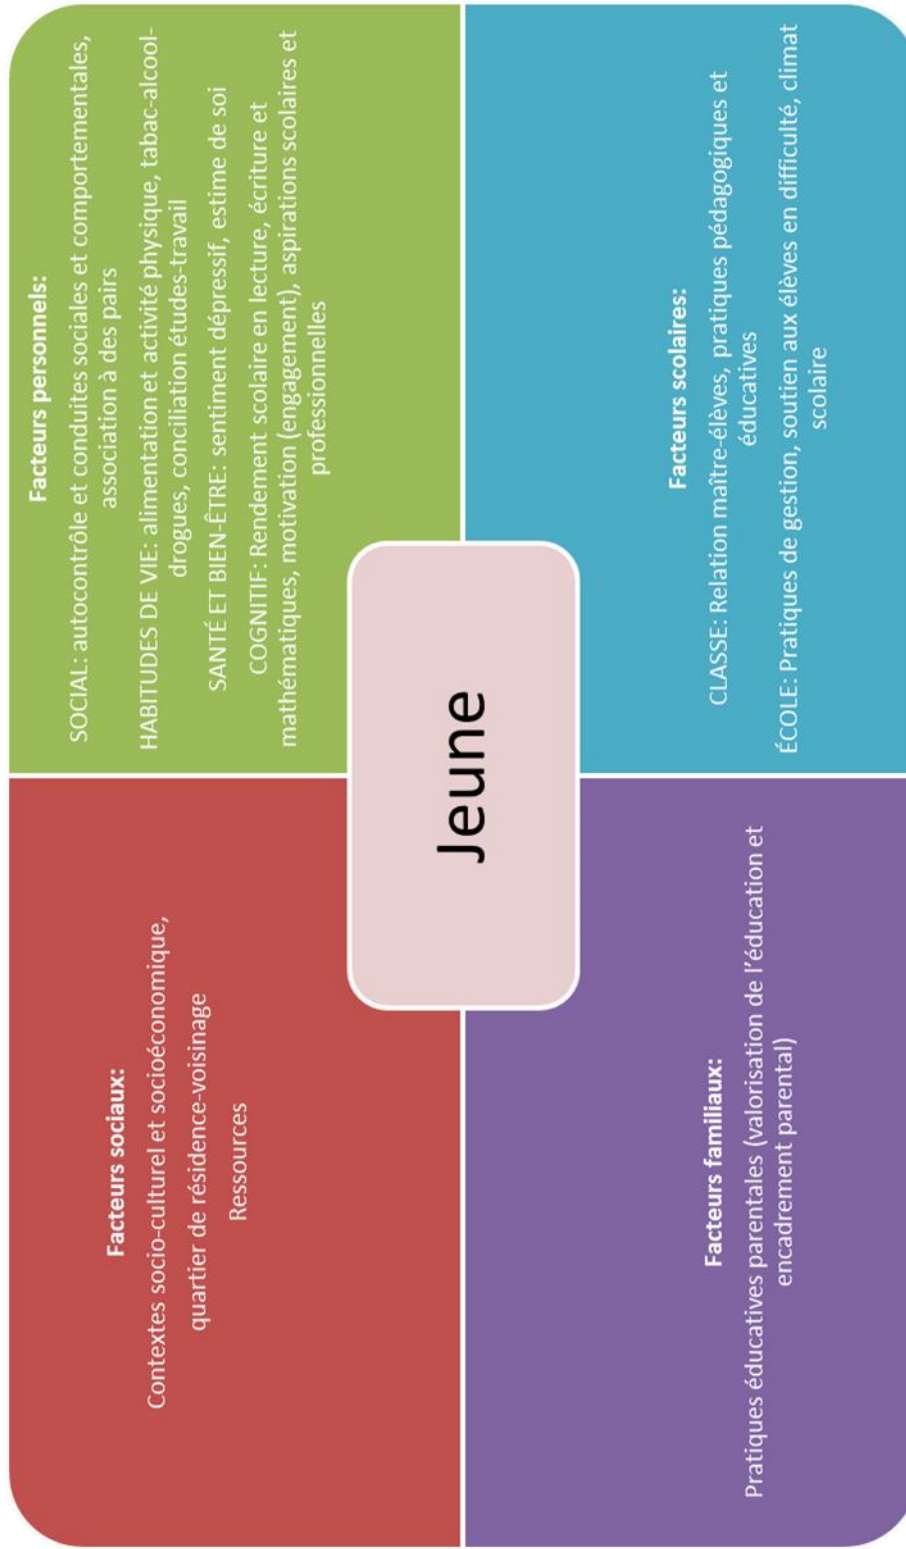 Facteurs sociaux:
Contextes socio-culturel et socioéconomique,
quartier de résidence-voisinage
Ressources
Facteurs personnels:
SOCIAL: autocontrôle et conduites sociales et comportementales,
association à des pairs
HABITUDES DE VIE: alimentation et activité physique, tabac-alcool-
drogues, conciliation études-travail
SANTÉ ET BIEN-ÊTRE: sentiment dépressif, estime de soi
COGNITIF: Rendement scolaire en lecture, écriture et
mathématiques, motivation (engagement), aspirations scolaires et
professionnelles
Jeune
Facteurs familiaux:
Pratiques éducatives parentales (valorisation de l'éducation et
encadrement parental)
Facteurs scolaires:
CLASSE: Relation maître-élèves, pratiques pédagogiques et
éducatives
ÉCOLE: Pratiques de gestion, soutien aux élèves en difficulté, climat
scolaire